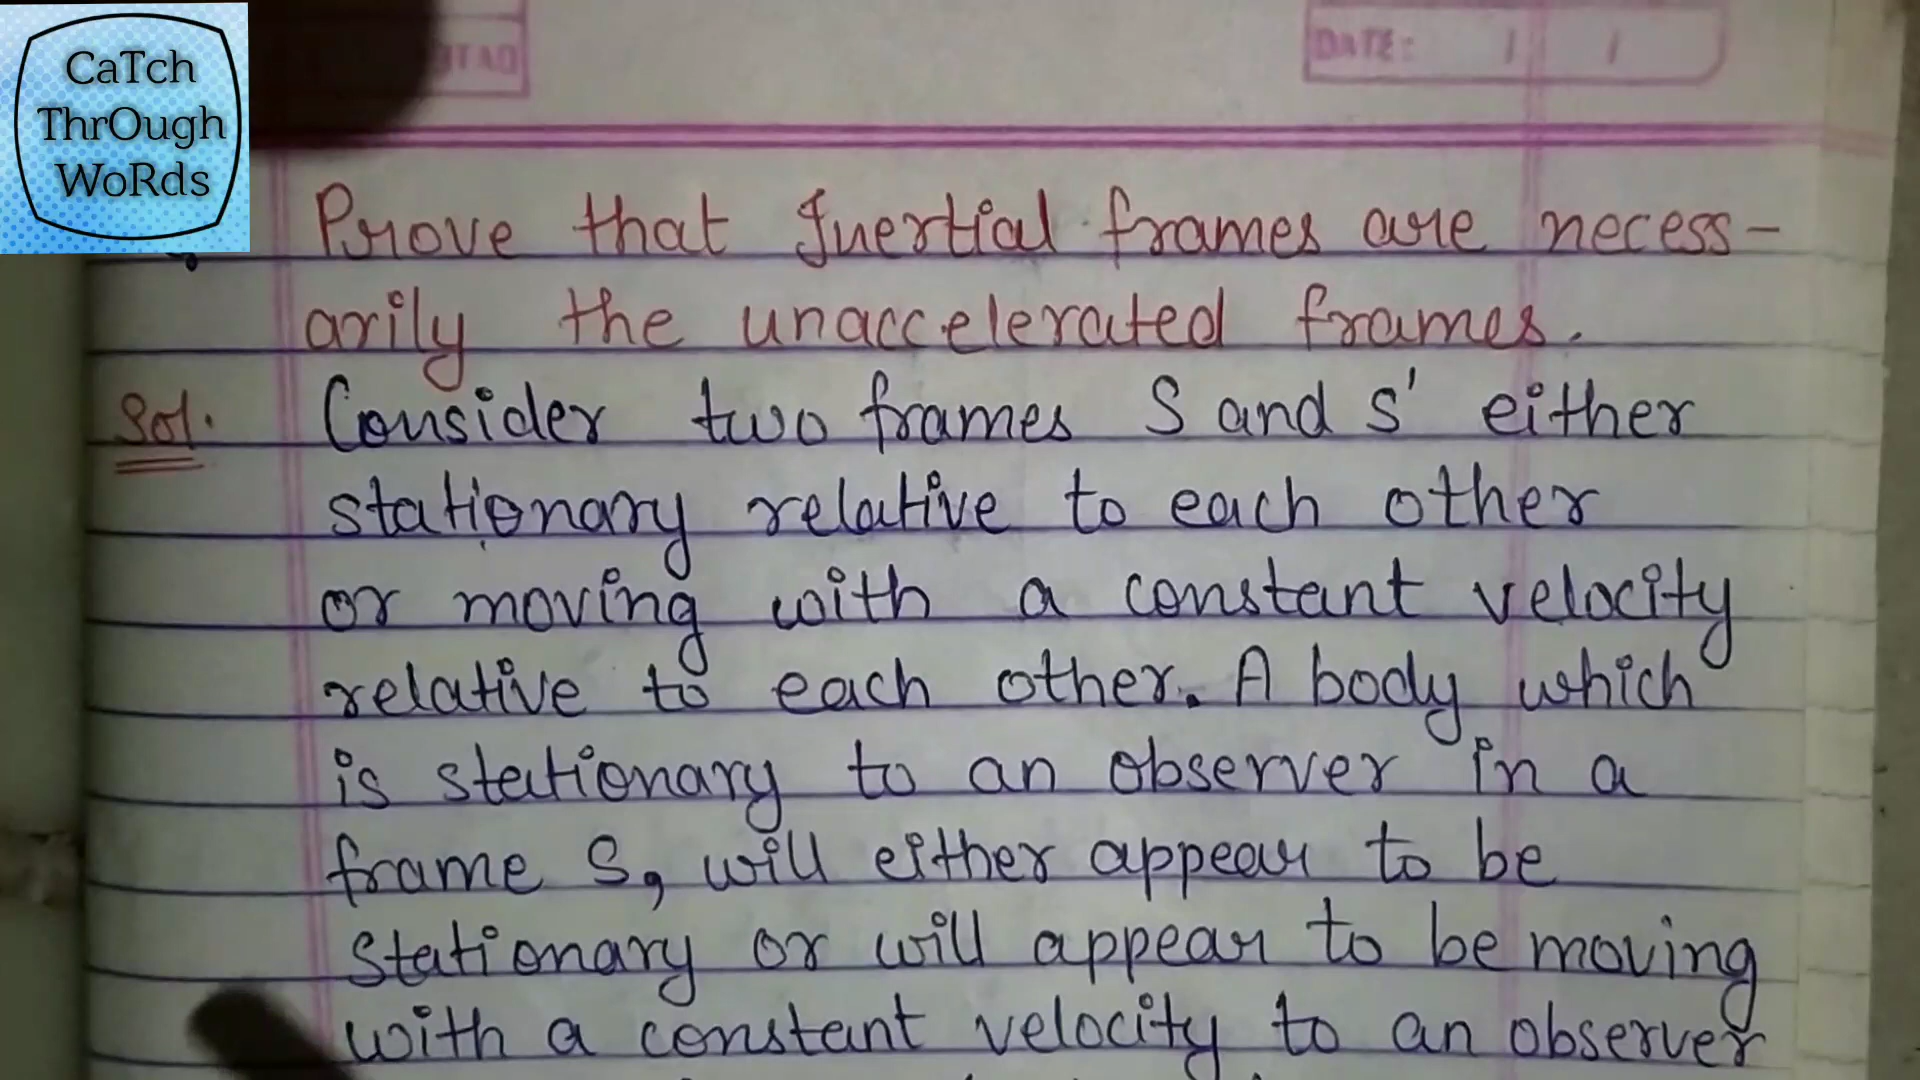 CaTch
ThrOugh
WoRds
DATE: / /
Prove that Inertial frames are necess-
arily the unaccelerated frames.
Sol. Consider two frames S and S' either
stationary relative to each other
or moving with a constant velocity
relative to each other. A body which
is stationary to an observer in a
frame S, will either appear to be
stationary or will appear to be moving
with a constant velocity to an observer